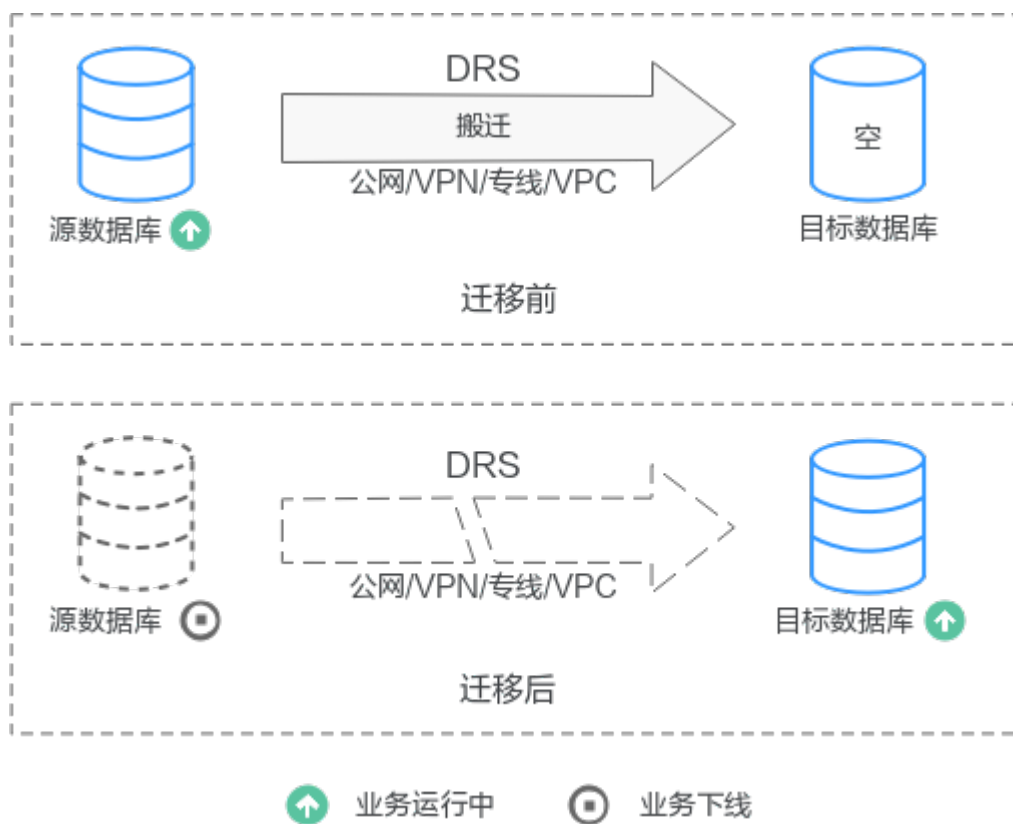 DRS
搬迁
空
公网/VPN/专线/VPC
源数据库
目标数据库
迁移前
DRS
公网/VPN/专线/VPC
源数据库
目标数据库
迁移后
业务运行中
业务下线